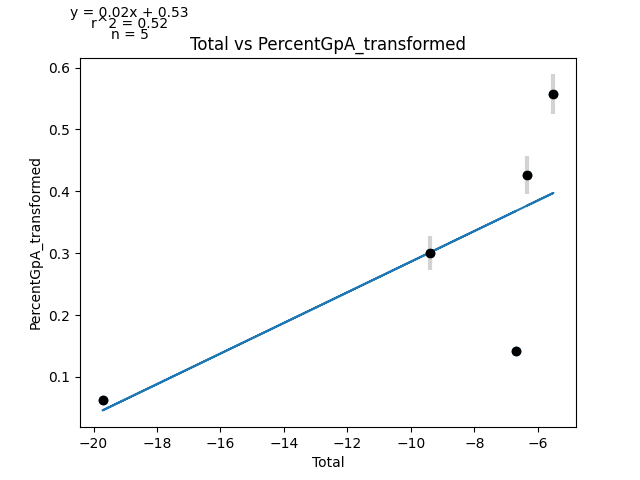 y = 0.02x + 0.53
r^2 = 0.52
n = 5
Total vs PercentGpA_transformed
PercentGpA_transformed
0.6
0.5
0.4
0.3
0.2
0.1
−20 −18 −16 −14 −12 −10 −8 −6
Total